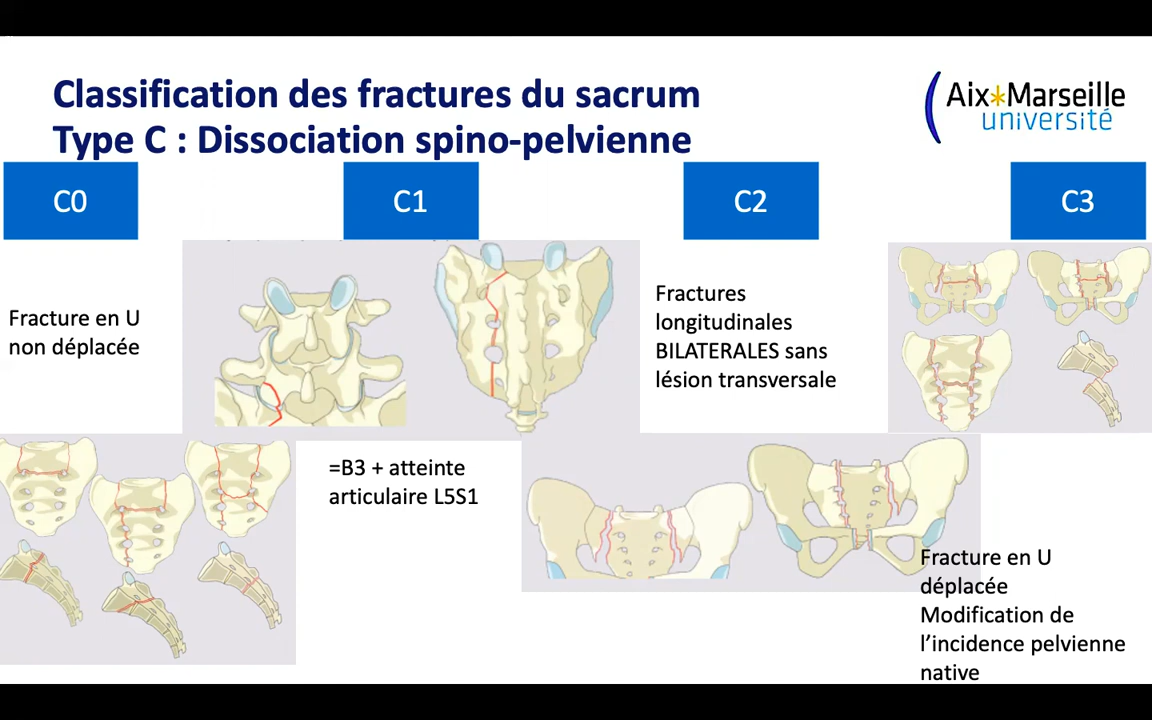 Classification des fractures du sacrum
Type C : Dissociation spino-pelvienne
Aix*Marseille
université
C0
C1
C2
C3
Fracture en U
non déplacée
=B3 + atteinte
articulaire L5S1
Fractures
longitudinales
BILATERALES sans
lésion transversale
Fracture en U
déplacée
Modification de
l’incidence pelvienne
native